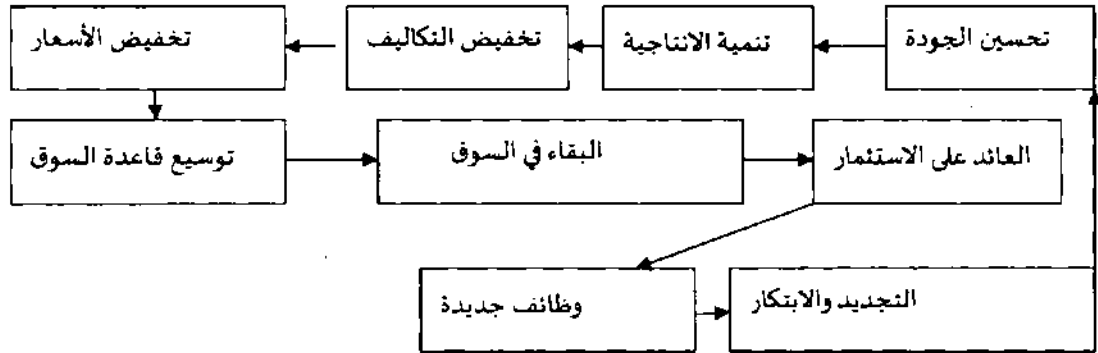 تحسين الجودة
تنمية الانتاجية
تخفيض التكاليف
تخفيض الأسعار
توسيع قاعدة السوق
البقاء في السوق
العائد على الاستثمار
وظائف جديدة
التجديد والابتكار